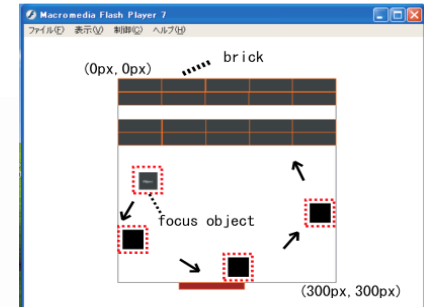 Macromedia Flash Player 7
ファイル(F) 表示(V) 制御(C) ヘルプ(H)
brick
(0px, 0px)
focus object
(300px, 300px)